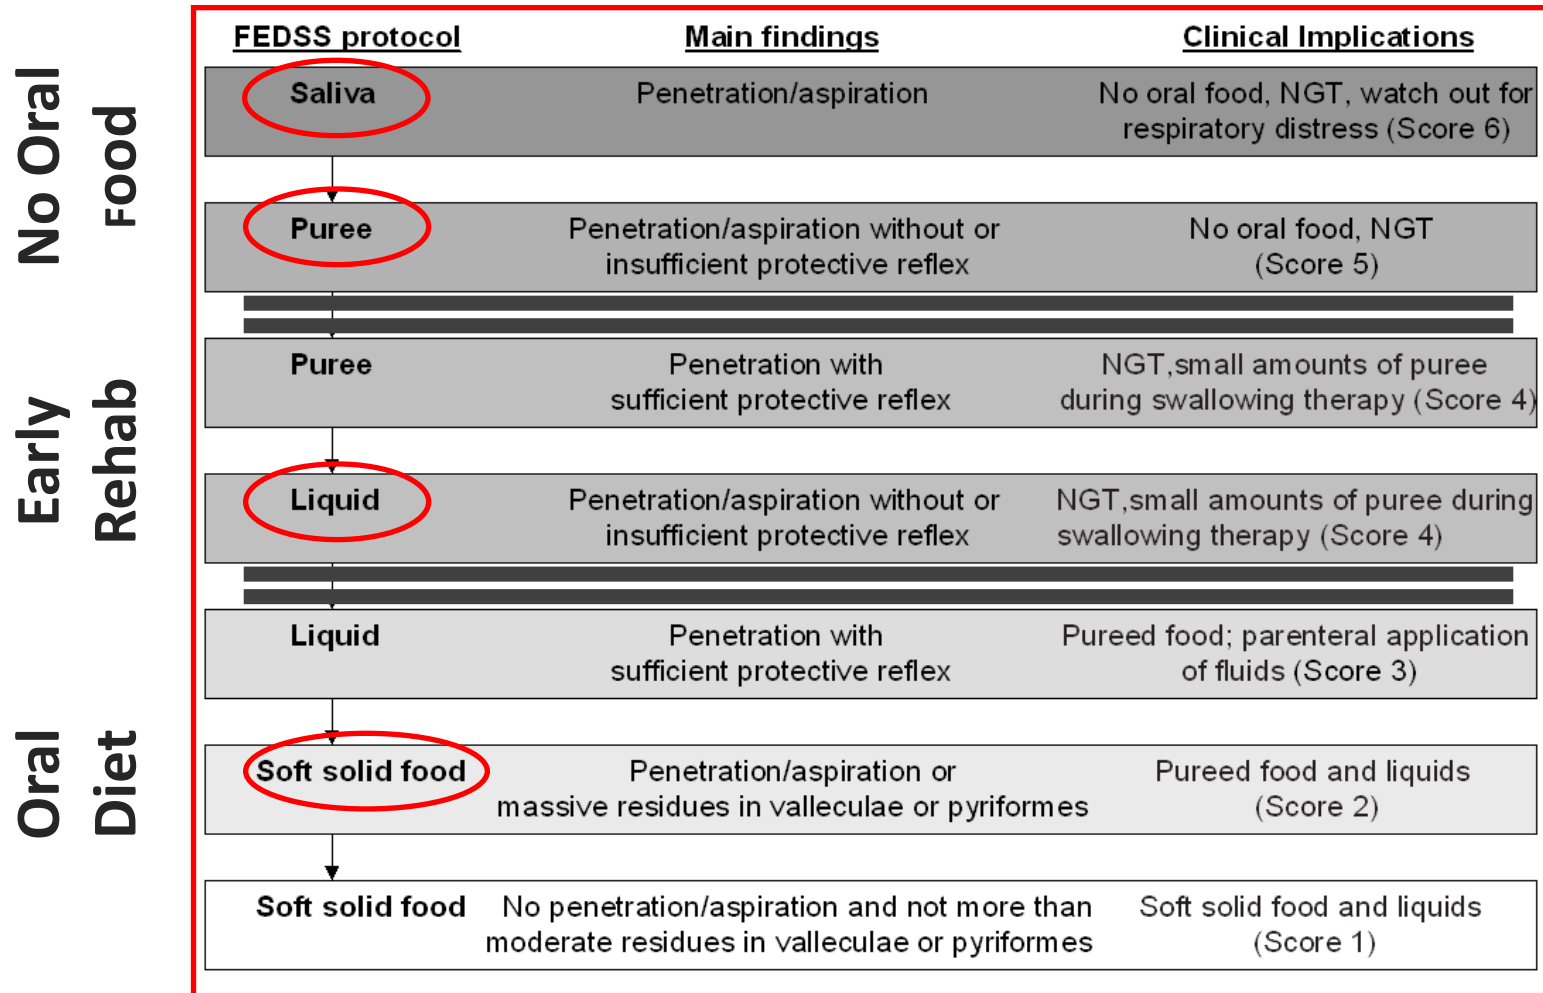 FEDSS protocol Main findings Clinical Implications
No Oral
Food
Saliva Penetration/aspiration No oral food, NGT, watch out for
respiratory distress (Score 6)
Puree Penetration/aspiration without or No oral food, NGT
insufficient protective reflex (Score 5)
Early
Rehab
Puree Penetration with NGT,small amounts of puree
sufficient protective reflex during swallowing therapy (Score 4)
Liquid Penetration/aspiration without or NGT,small amounts of puree during
insufficient protective reflex swallowing therapy (Score 4)
Oral
Diet
Liquid Penetration with Pureed food; parenteral application
sufficient protective reflex of fluids (Score 3)
Soft solid food Penetration/aspiration or Pureed food and liquids
massive residues in valleculae or pyriformes (Score 2)
Soft solid food No penetration/aspiration and not more than Soft solid food and liquids
moderate residues in valleculae or pyriformes (Score 1)